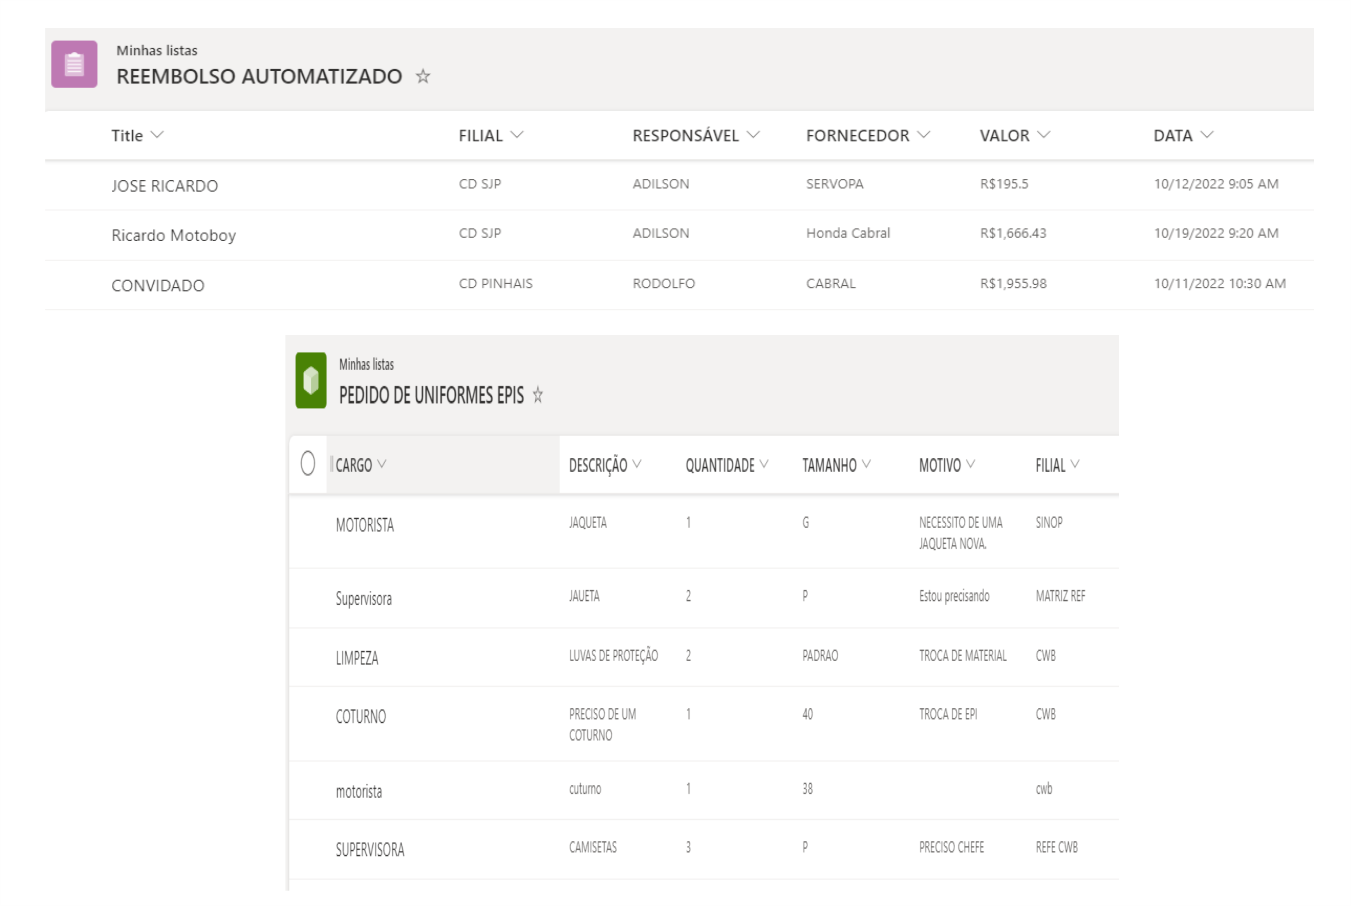 Minhas listas
REEMBOLSO AUTOMATIZADO
Title FILIAL RESPONSÁVEL FORNECEDOR VALOR DATA
JOSE RICARDO CD SJP ADILSON SERVOPA R$195.5 10/12/2022 9:05 AM
Ricardo Motoboy CD SJP ADILSON Honda Cabral R$1,666.43 10/19/2022 9:20 AM
CONVIDADO CD PINHAIS RODOLFO CABRAL R$1,955.98 10/11/2022 10:30 AM
Minhas listas
PEDIDO DE UNIFORMES EPIS
CARGO DESCRIÇÃO QUANTIDADE TAMANHO MOTIVO FILIAL
MOTORISTA JAQUETA 1 G NECESSITO DE UMA SINOP
JAQUETA NOVA.
Supervisora JAUETA 2 P Estou precisando MATRIZ REF
LIMPEZA LUVAS DE PROTEÇÃO 2 PADRAO TROCA DE MATERIAL CWB
COTURNO PRECISO DE UM 1 40 TROCA DE EPI CWB
COTURNO
motorista cuturno 1 38 cwb
SUPERVISORA CAMISETAS 3 P PRECISO CHEFE REFE CWB